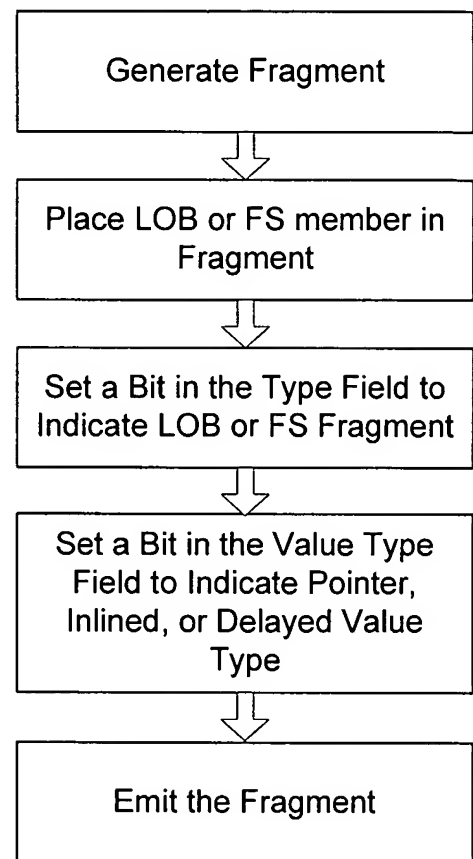 Generate Fragment
Place LOB or FS member in
Fragment
Set a Bit in the Type Field to
Indicate LOB or FS Fragment
Set a Bit in the Value Type
Field to Indicate Pointer,
Inlined, or Delayed Value
Type
Emit the Fragment